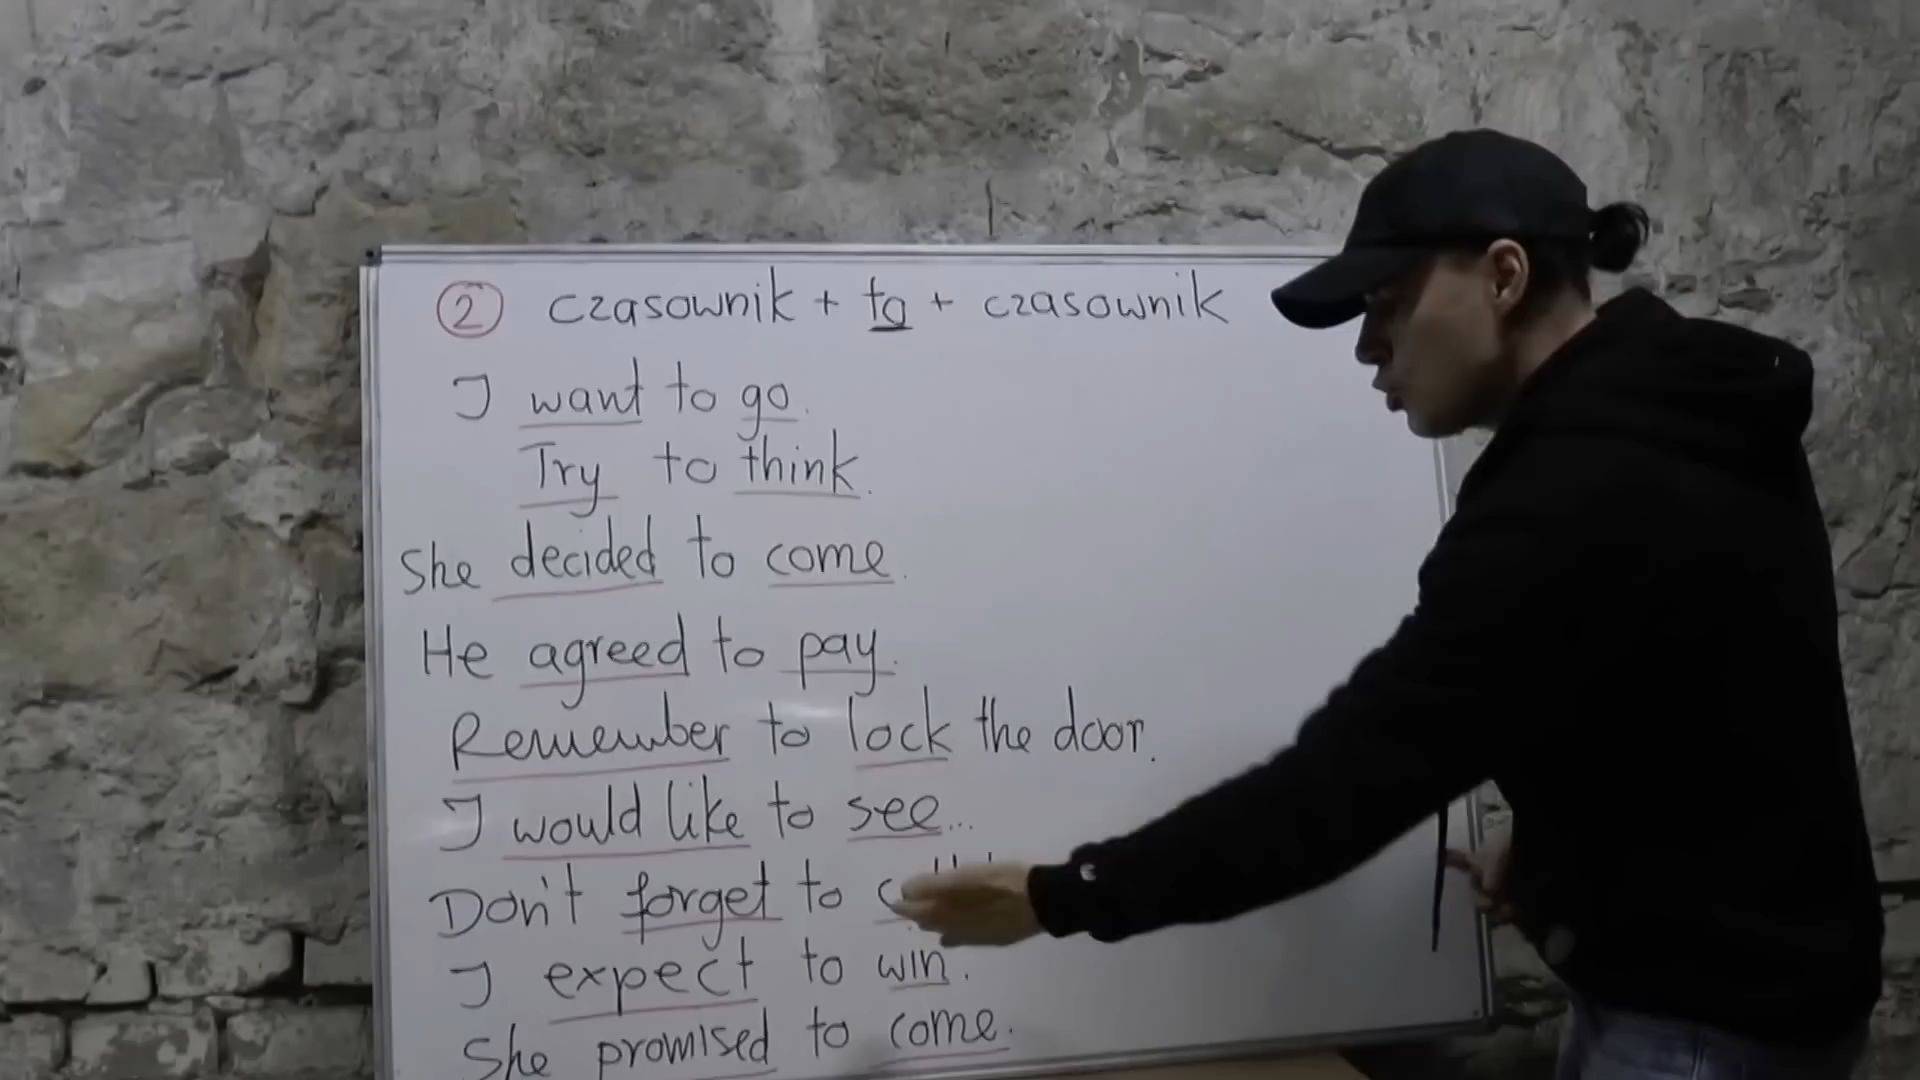 2 czasownik + to + czasownik
I want to go.
Try to think.
She decided to come.
He agreed to pay.
Remember to lock the door.
I would like to see...
Don't forget to
I expect to win.
She promised to come.